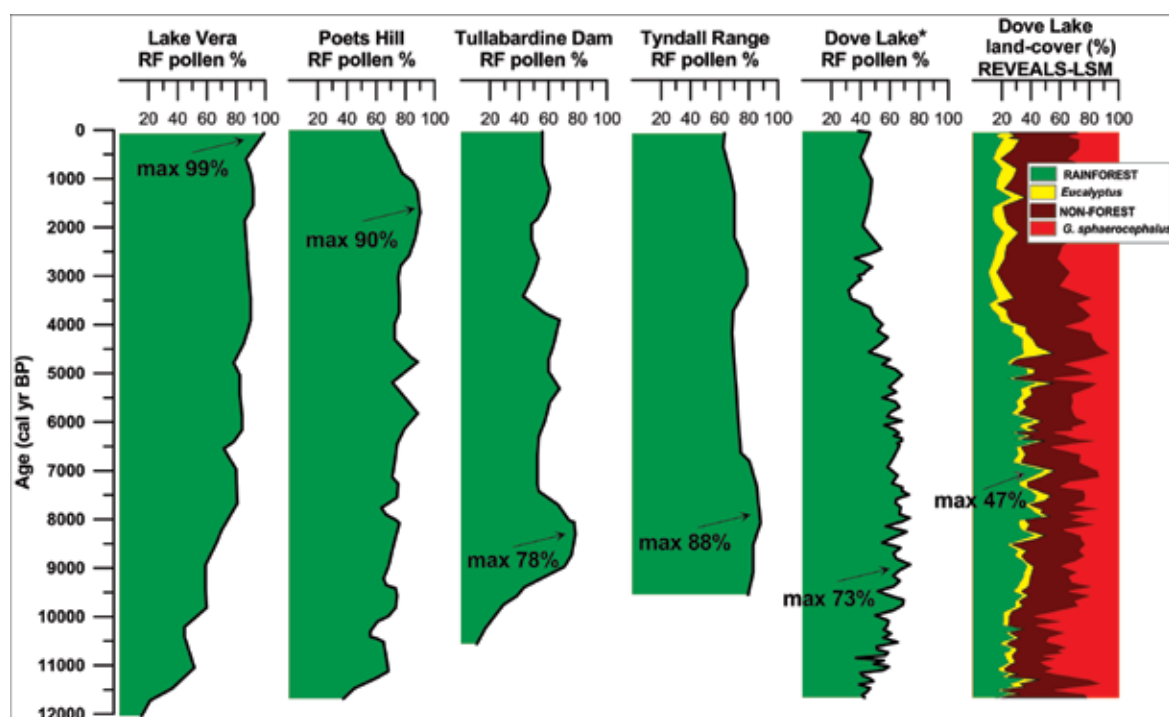 Lake Vera
RF pollen %
Poets Hill
RF pollen %
Tullabardine Dam
RF pollen %
Tyndall Range
RF pollen %
Dove Lake*
RF pollen %
Dove Lake
land-cover (%)
REVEALS-LSM
20 40 60 80 100
20 40 60 80 100
20 40 60 80 100
20 40 60 80 100
20 40 60 80 100
20 40 60 80 100
Age (cal yr BP)
0
1000
2000
3000
4000
5000
6000
7000
8000
9000
10000
11000
12000
max 99%
max 90%
max 78%
max 88%
max 73%
max 47%
RAINFOREST
Eucalyptus
NON-FOREST
G. sphaerocephalus